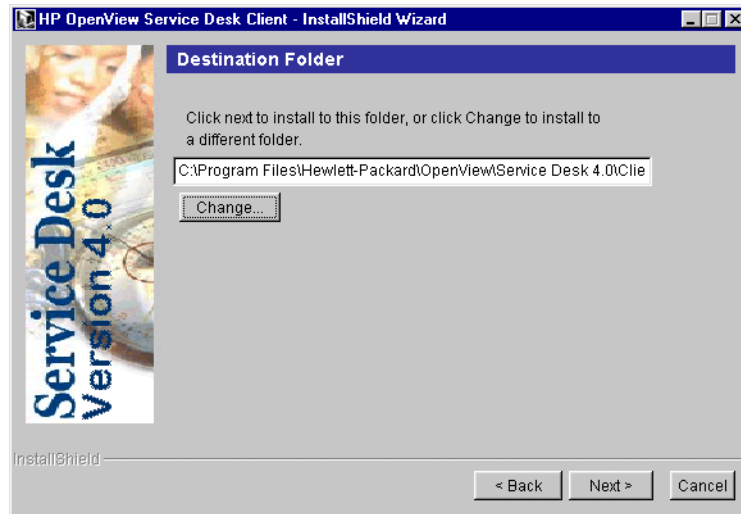 HP OpenView Service Desk Client - InstallShield Wizard
Destination Folder
Click next to install to this folder, or click Change to install to
a different folder.
C:\Program Files\Hewlett-Packard\OpenView\Service Desk 4.0\Clie
Change...
Service Desk
Version 4.0
InstallShield
< Back
Next >
Cancel